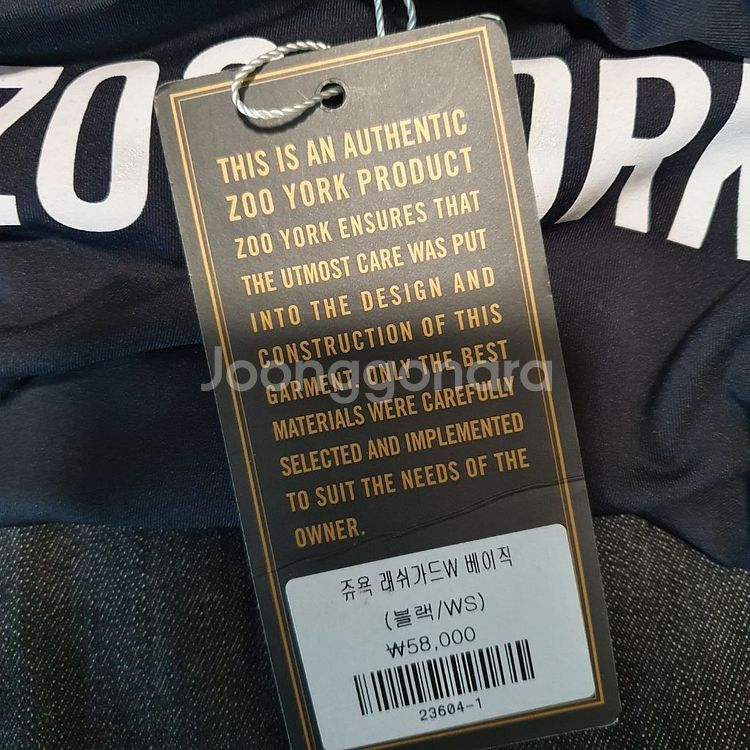 ZOO YORK
THIS IS AN AUTHENTIC
ZOO YORK PRODUCT
ZOO YORK ENSURES THAT
THE UTMOST CARE WAS PUT
INTO THE DESIGN AND
CONSTRUCTION OF THIS
GARMENT. ONLY THE BEST
MATERIALS WERE CAREFULLY
SELECTED AND IMPLEMENTED
TO SUIT THE NEEDS OF THE
OWNER.
Joonggonara
쥬욕 래쉬가드W 베이직
(블랙/WS)
₩58,000
23604-1